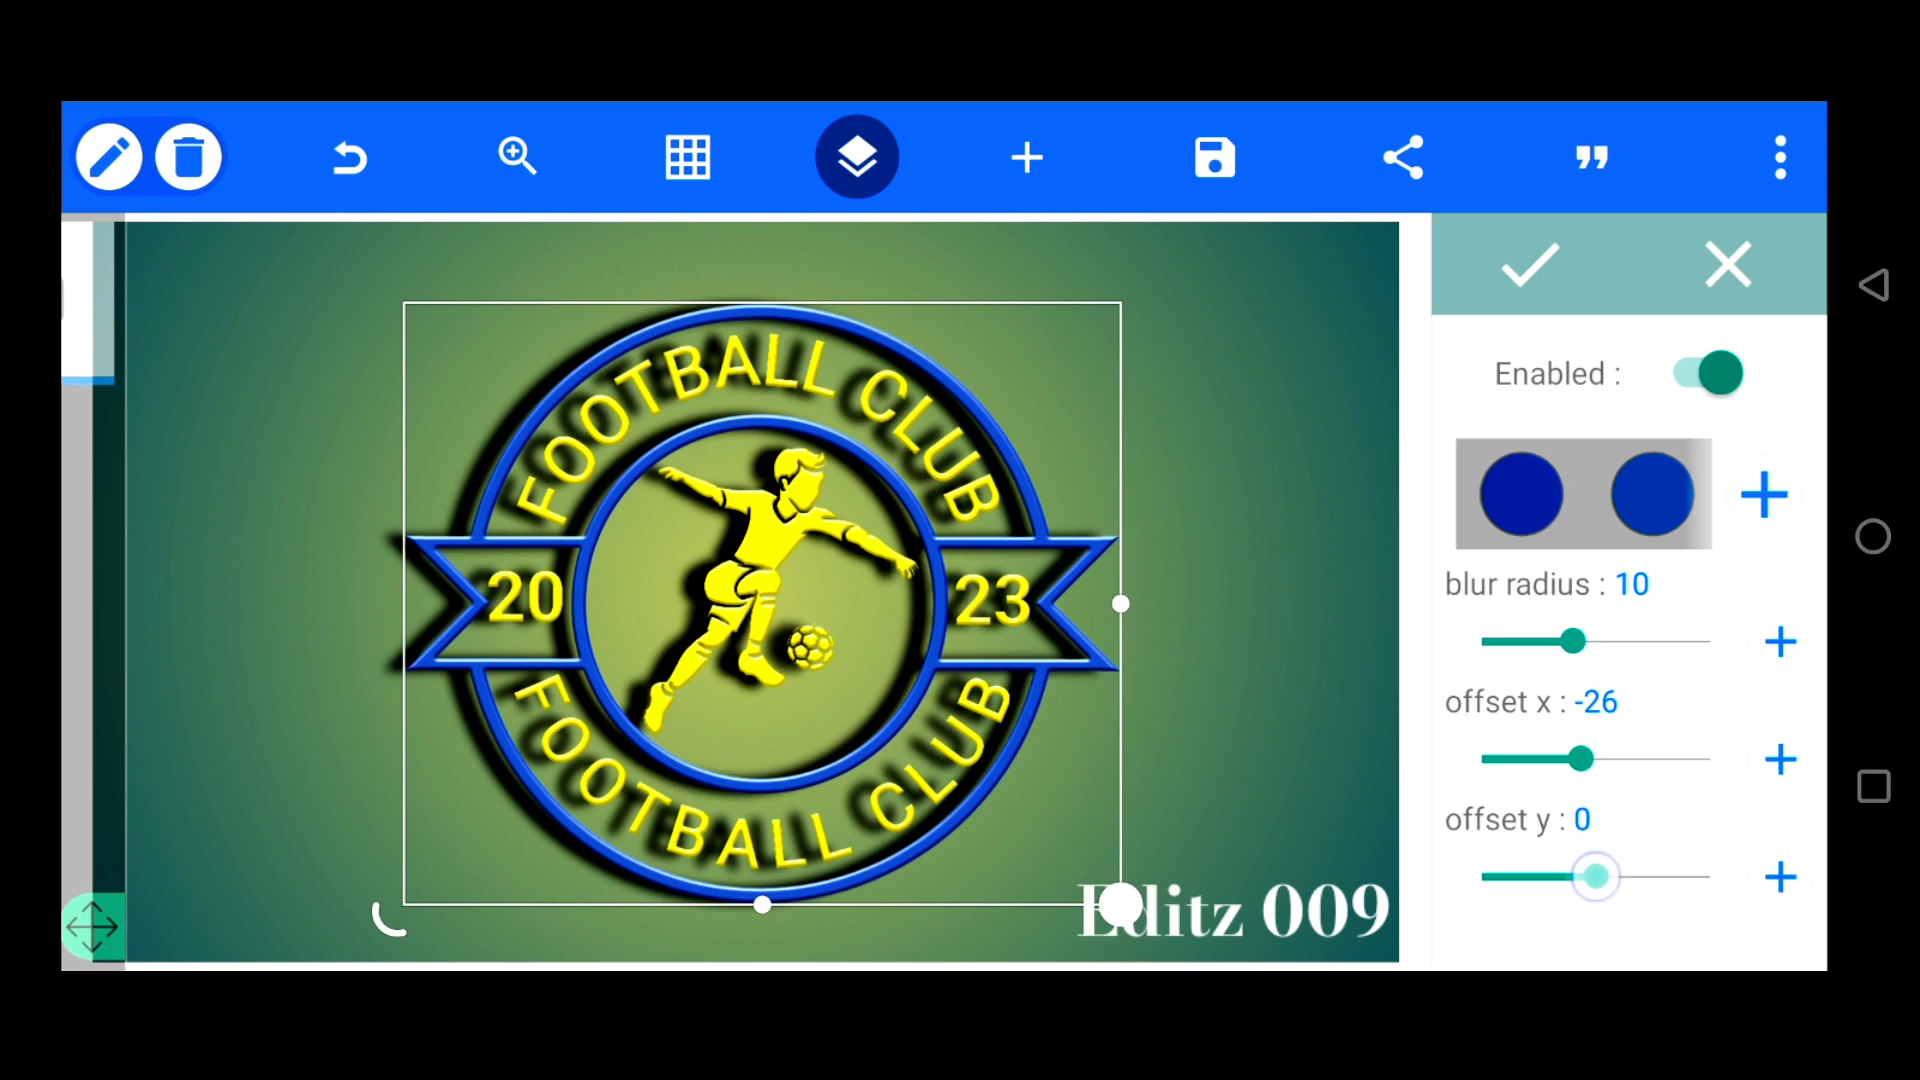 Enabled :
FOOTBALL CLUB
blur radius : 10
20 23
offset x : -26
FOOTBALL CLUB
offset y : 0
Editz 009